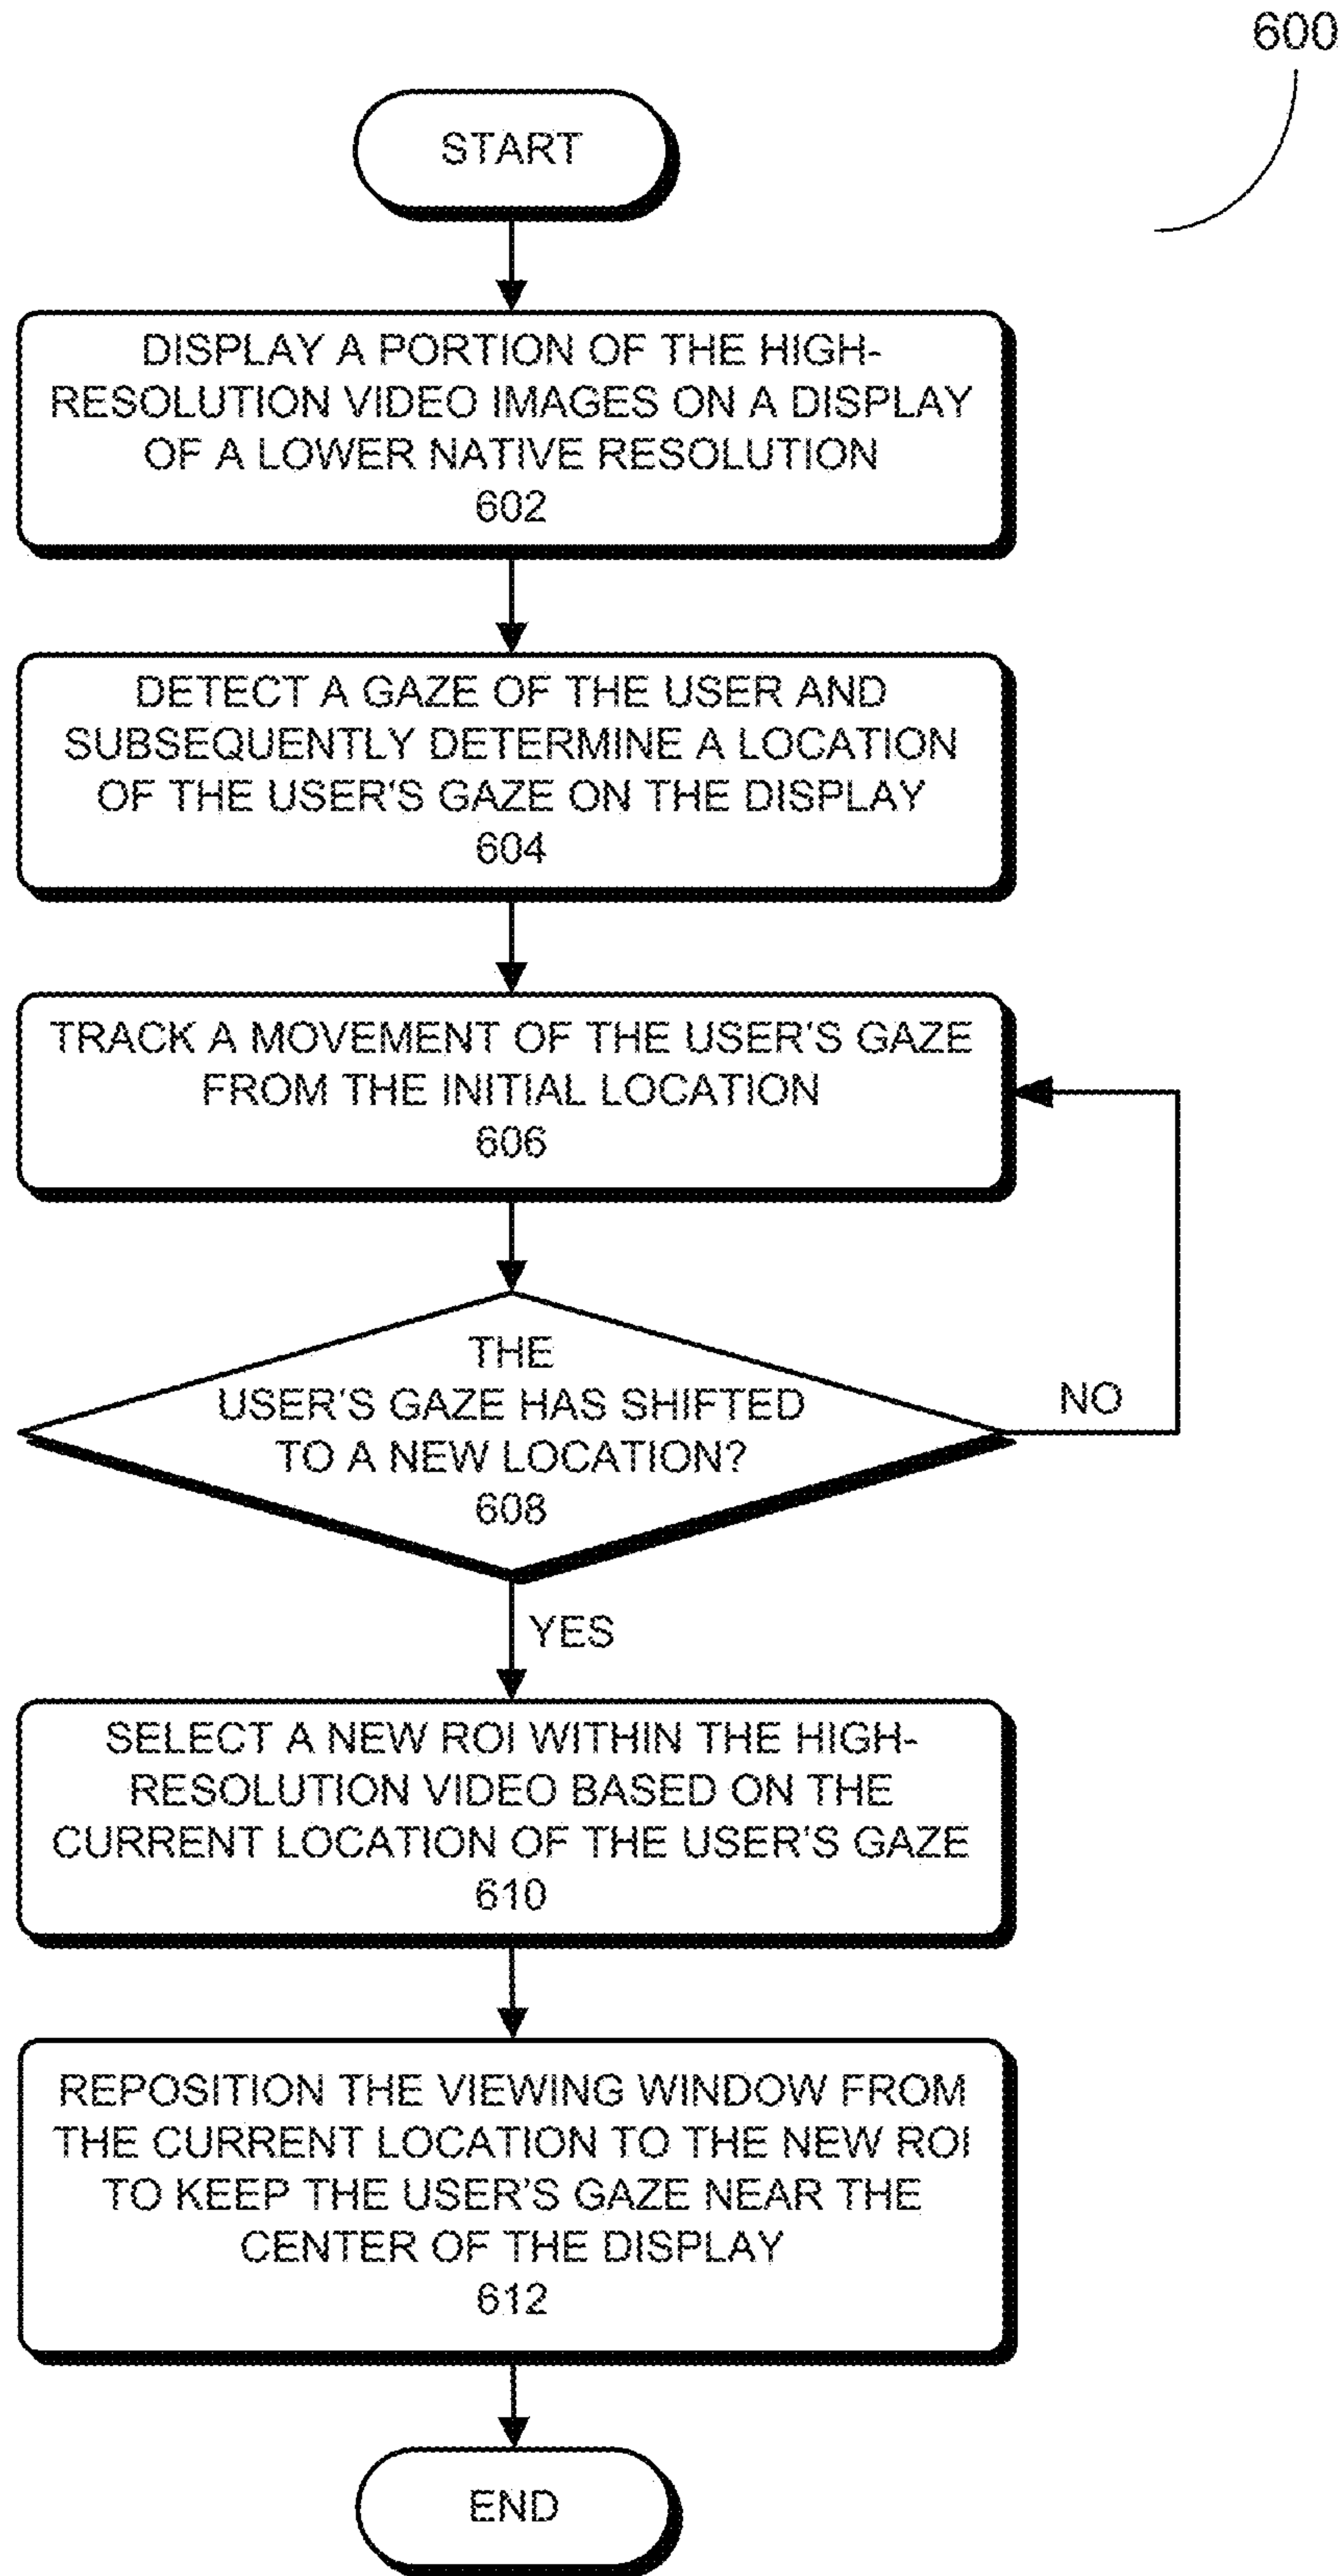 600
START
DISPLAY A PORTION OF THE HIGH-
RESOLUTION VIDEO IMAGES ON A DISPLAY
OF A LOWER NATIVE RESOLUTION
602
DETECT A GAZE OF THE USER AND
SUBSEQUENTLY DETERMINE A LOCATION
OF THE USER'S GAZE ON THE DISPLAY
604
TRACK A MOVEMENT OF THE USER'S GAZE
FROM THE INITIAL LOCATION
606
THE
USER'S GAZE HAS SHIFTED
TO A NEW LOCATION?
608
NO
YES
SELECT A NEW ROI WITHIN THE HIGH-
RESOLUTION VIDEO BASED ON THE
CURRENT LOCATION OF THE USER'S GAZE
610
REPOSITION THE VIEWING WINDOW FROM
THE CURRENT LOCATION TO THE NEW ROI
TO KEEP THE USER'S GAZE NEAR THE
CENTER OF THE DISPLAY
612
END